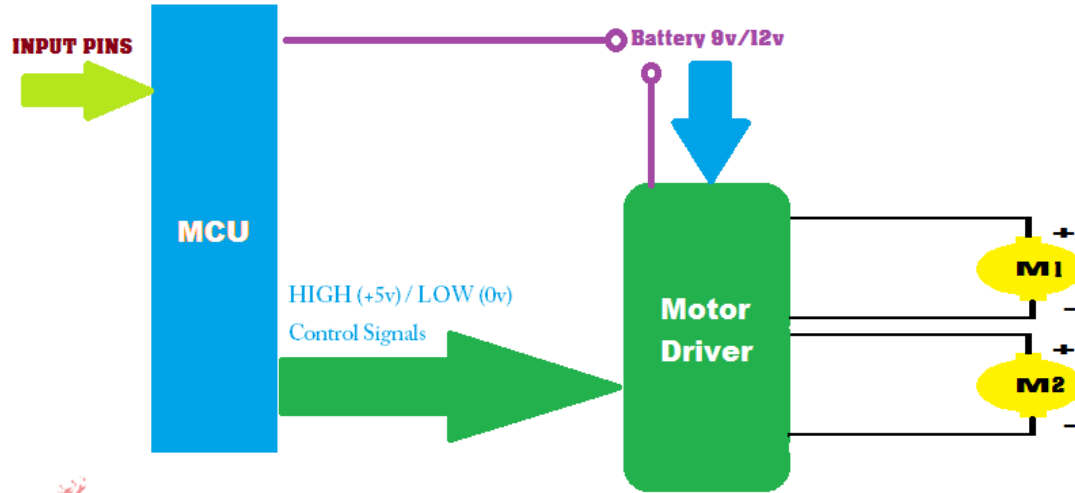 INPUT PINS
Battery 9v/12v
MCU
HIGH (+5v) / LOW (0v)
Control Signals
Motor
Driver
+
M1
-
+
M2
-